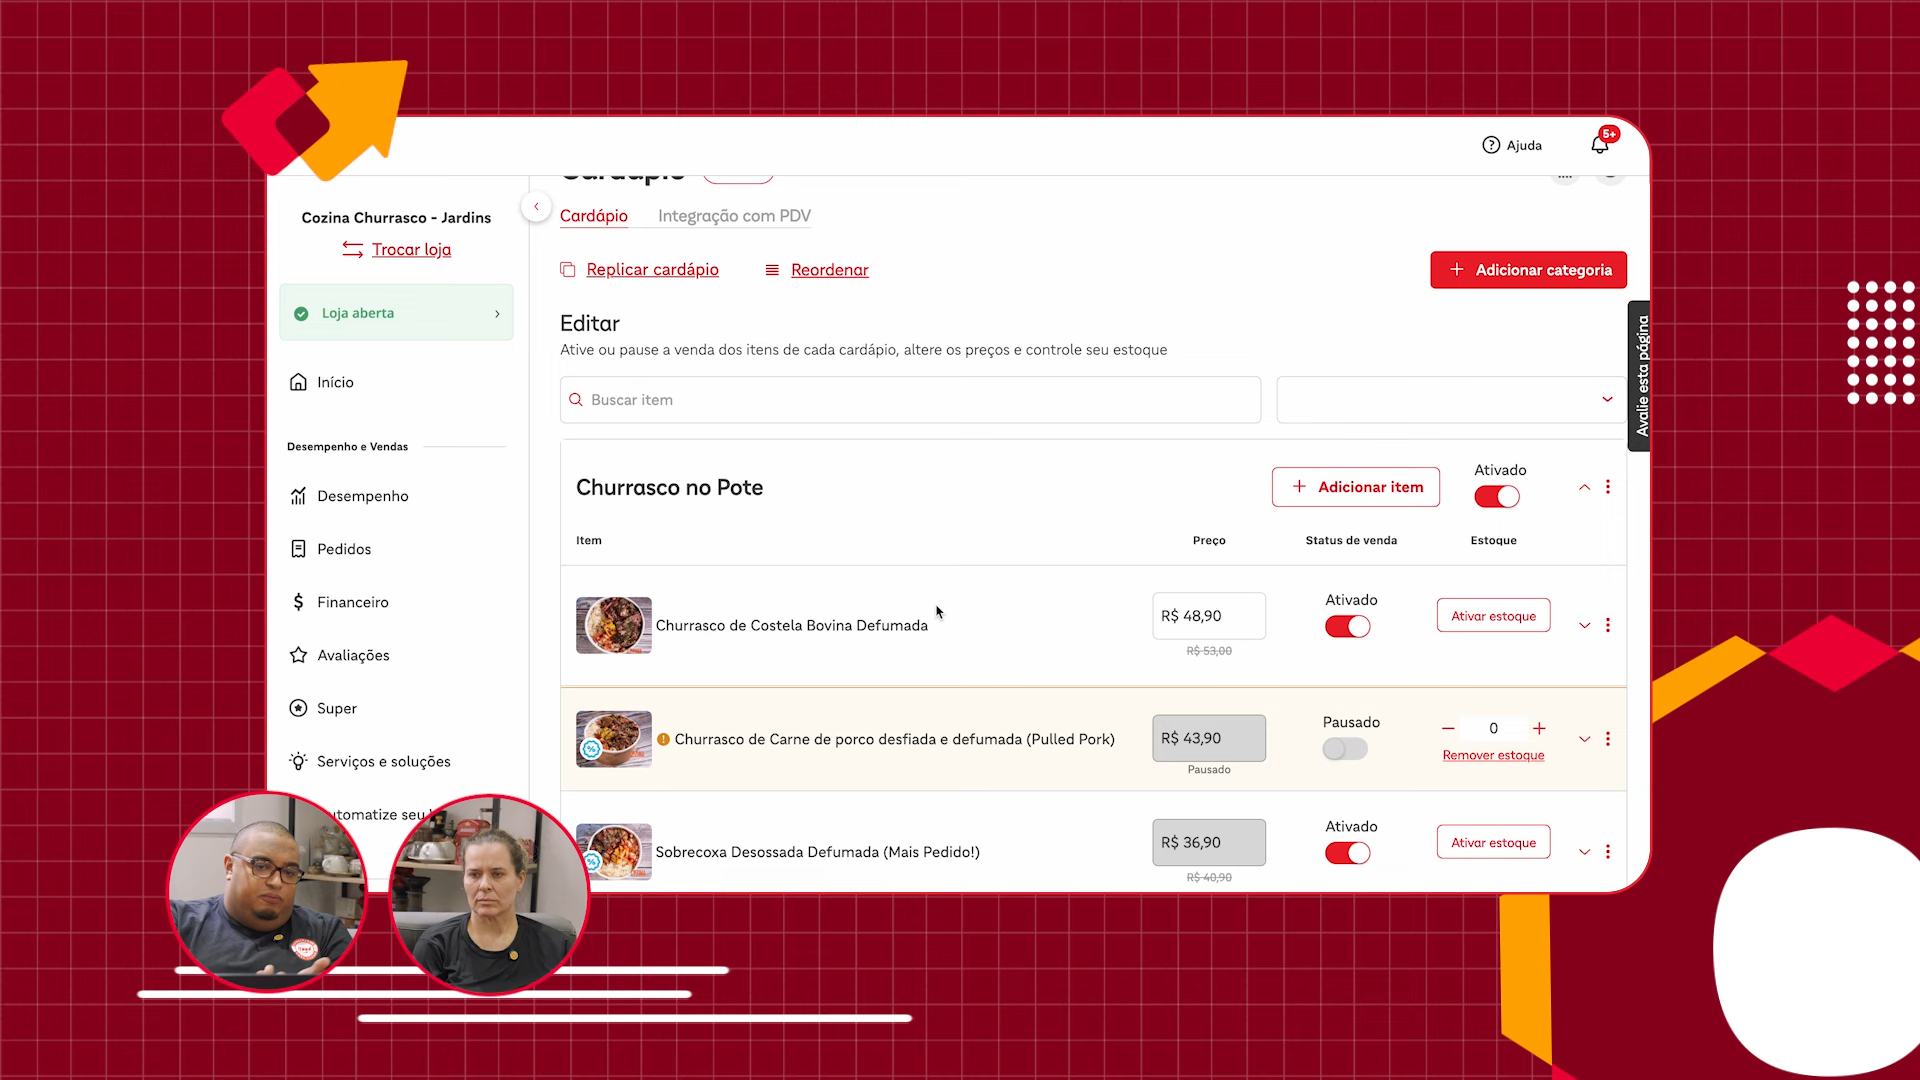 Ajuda
5+
Cardápio
Cozina Churrasco - Jardins
Trocar loja
Loja aberta
Início
Desempenho e Vendas
Desempenho
Pedidos
Financeiro
Avaliações
Super
Serviços e soluções
utomatize seu
Cardápio
Integração com PDV
Replicar cardápio
Reordenar
+ Adicionar categoria
Editar
Ative ou pause a venda dos itens de cada cardápio, altere os preços e controle seu estoque
Buscar item
Avalie esta página
Churrasco no Pote
+ Adicionar item
Ativado
Item
Preço
Status de venda
Estoque
Churrasco de Costela Bovina Defumada
R$ 48,90
R$ 53,00
Ativado
Ativar estoque
Churrasco de Carne de porco desfiada e defumada (Pulled Pork)
R$ 43,90
Pausado
Pausado
− 0 +
Remover estoque
Sobrecoxa Desossada Defumada (Mais Pedido!)
R$ 36,90
R$ 40,90
Ativado
Ativar estoque